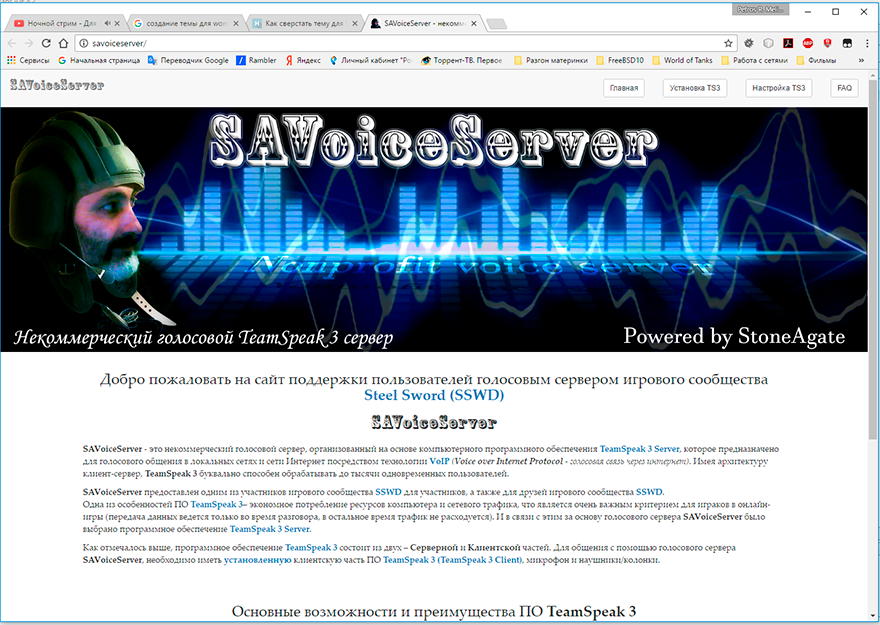 Petros R. Mel...
Ночной стрим - Для
создание темы для wor
Как сверстать тему для
SAVoiceServer - некомм
savoiceserver/
Сервисы Начальная страница Переводчик Google Rambler Яндекс Личный кабинет "Ро Торрент-ТВ. Первое Разгон материнки FreeBSD10 World of Tanks Работа с сетями Фильмы »
SAVoiceServer
Главная Установка TS3 Настройка TS3 FAQ
SAVoiceServer
Nonprofit voice server
Некоммерческий голосовой TeamSpeak 3 сервер
Powered by StoneAgate
Добро пожаловать на сайт поддержки пользователей голосовым сервером игрового сообщества
Steel Sword (SSWD)
SAVoiceServer
SAVoiceServer - это некоммерческий голосовой сервер, организованный на основе компьютерного программного обеспечения TeamSpeak 3 Server, которое предназначено
для голосового общения в локальных сетях и сети Интернет посредством технологии VoIP (Voice over Internet Protocol - голосовая связь через интернет). Имея архитектуру
клиент-сервер, TeamSpeak 3 буквально способен обрабатывать до тысячи одновременных пользователей.
SAVoiceServer предоставлен одним из участников игрового сообщества SSWD для участников, а также для друзей игрового сообщества SSWD.
Одна из особенностей ПО TeamSpeak 3– экономное потребление ресурсов компьютера и сетевого трафика, что является очень важным критерием для играков в онлайн-
игры (передача данных ведется только во время разговора, в остальное время трафик не расходуется). И в связи с этим за основу голосового сервера SAVoiceServer было
выбрано программное обеспечение TeamSpeak 3 Server.
Как отмечалось выше, программное обеспечение TeamSpeak 3 состоит из двух – Серверной и Клиентской частей. Для общения с помощью голосового сервера
SAVoiceServer, необходимо иметь установленную клиентскую часть ПО TeamSpeak 3 (TeamSpeak 3 Client), микрофон и наушники/колонки.
Основные возможности и преимущества ПО TeamSpeak 3